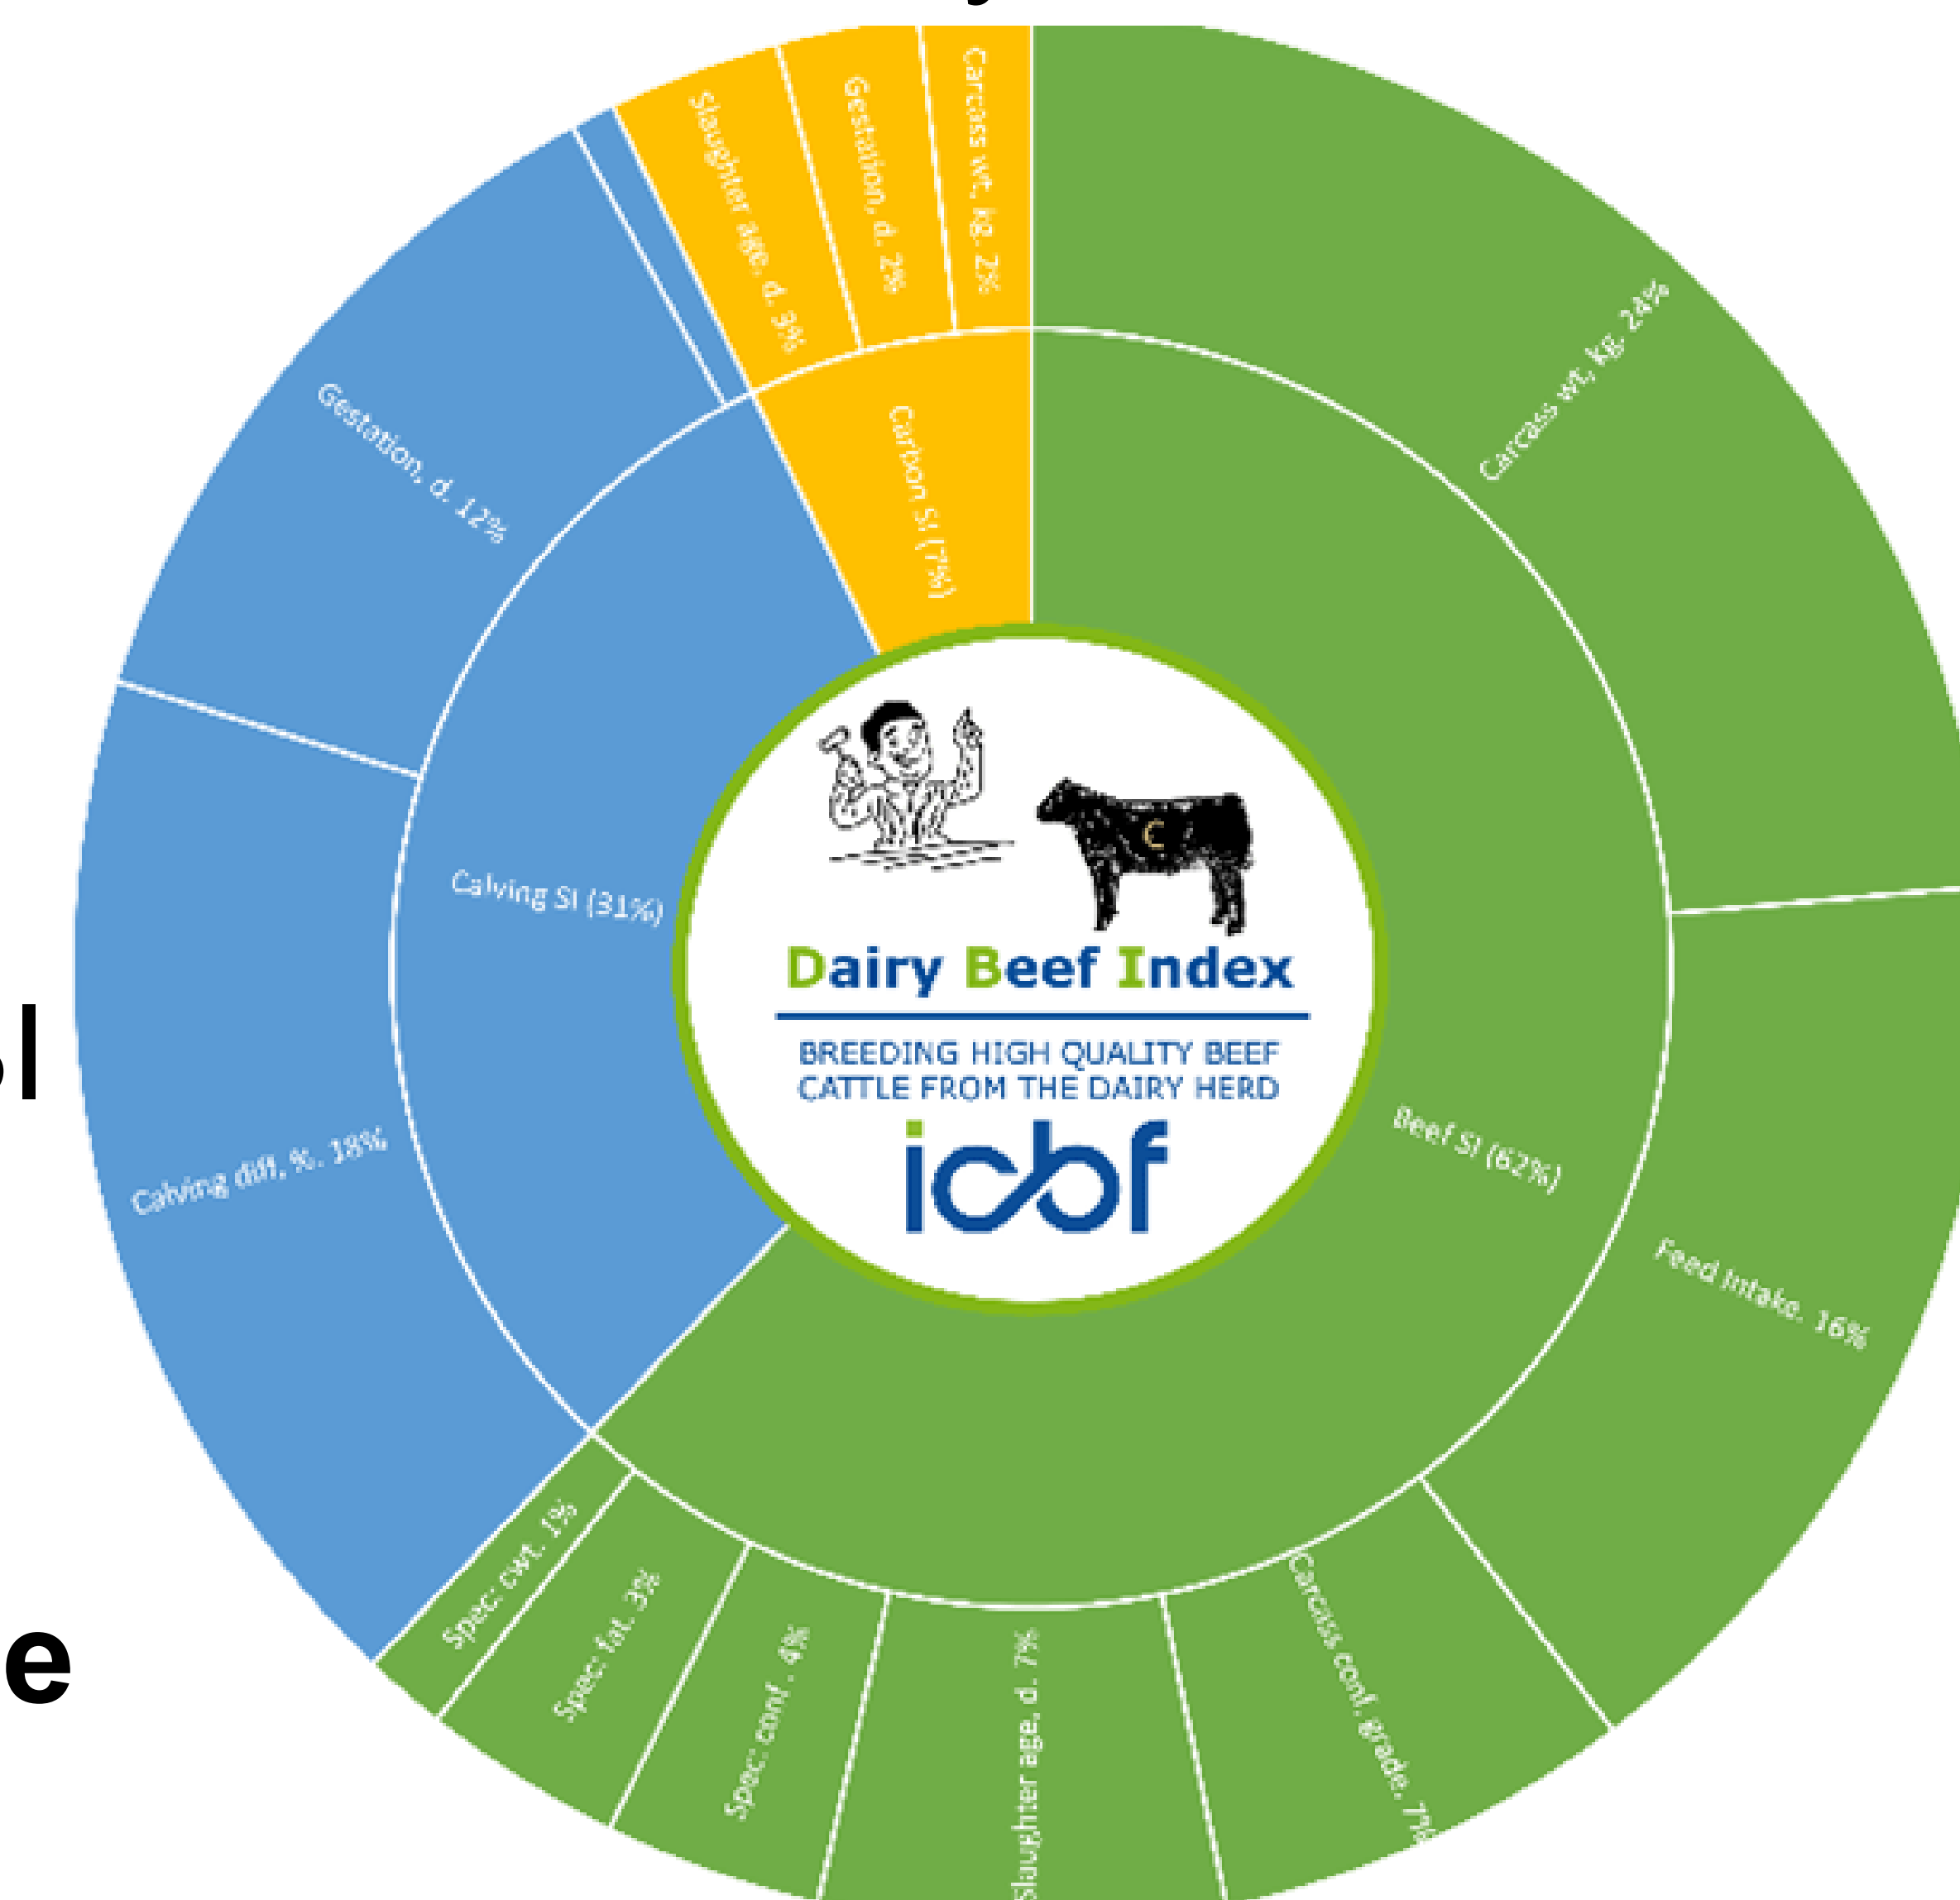 Carcass wt, kg. 24%
Feed intake. 16%
Carcass conf. grade. 7%
Slaughter age, d. 7%
Spec: conf . 4%
Spec: fat. 3%
Spec: cwt. 1%
Calving diff, %. 18%
Gestation, d. 12%
Slaughter age, d. 3%
Gestation, d. 2%
Carcass wt, kg. 2%
Beef SI (62%)
Calving SI (31%)
Carbon SI (7%)
C
Dairy Beef Index
BREEDING HIGH QUALITY BEEF
CATTLE FROM THE DAIRY HERD
icbf
e